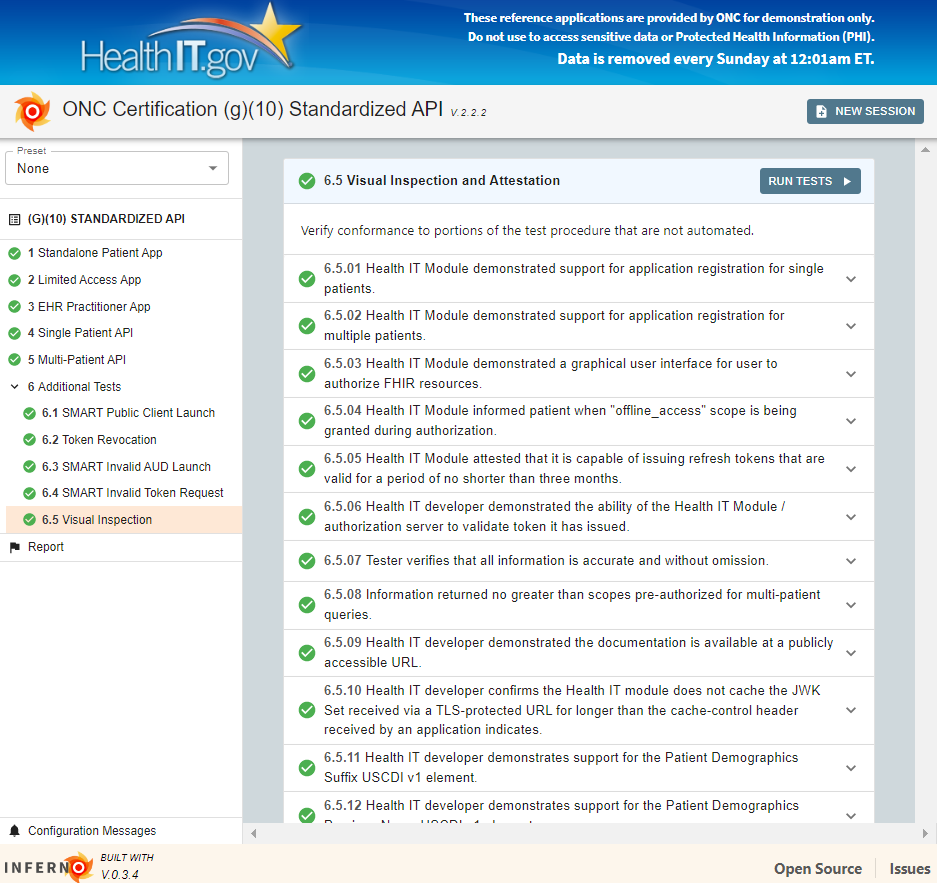 HealthIT.gov
These reference applications are provided by ONC for demonstration only.
Do not use to access sensitive data or Protected Health Information (PHI).
Data is removed every Sunday at 12:01am ET.
ONC Certification (g)(10) Standardized API V.2.2.2
NEW SESSION
Preset
None
(G)(10) STANDARDIZED API
1 Standalone Patient App
2 Limited Access App
3 EHR Practitioner App
4 Single Patient API
5 Multi-Patient API
6 Additional Tests
6.1 SMART Public Client Launch
6.2 Token Revocation
6.3 SMART Invalid AUD Launch
6.4 SMART Invalid Token Request
6.5 Visual Inspection
Report
6.5 Visual Inspection and Attestation
RUN TESTS
Verify conformance to portions of the test procedure that are not automated.
6.5.01 Health IT Module demonstrated support for application registration for single
patients.
6.5.02 Health IT Module demonstrated support for application registration for
multiple patients.
6.5.03 Health IT Module demonstrated a graphical user interface for user to
authorize FHIR resources.
6.5.04 Health IT Module informed patient when "offline_access" scope is being
granted during authorization.
6.5.05 Health IT Module attested that it is capable of issuing refresh tokens that are
valid for a period of no shorter than three months.
6.5.06 Health IT developer demonstrated the ability of the Health IT Module /
authorization server to validate token it has issued.
6.5.07 Tester verifies that all information is accurate and without omission.
6.5.08 Information returned no greater than scopes pre-authorized for multi-patient
queries.
6.5.09 Health IT developer demonstrated the documentation is available at a publicly
accessible URL.
6.5.10 Health IT developer confirms the Health IT module does not cache the JWK
Set received via a TLS-protected URL for longer than the cache-control header
received by an application indicates.
6.5.11 Health IT developer demonstrates support for the Patient Demographics
Suffix USCDI v1 element.
6.5.12 Health IT developer demonstrates support for the Patient Demographics
Configuration Messages
INFERNO
BUILT WITH
V.0.3.4
Open Source
Issues